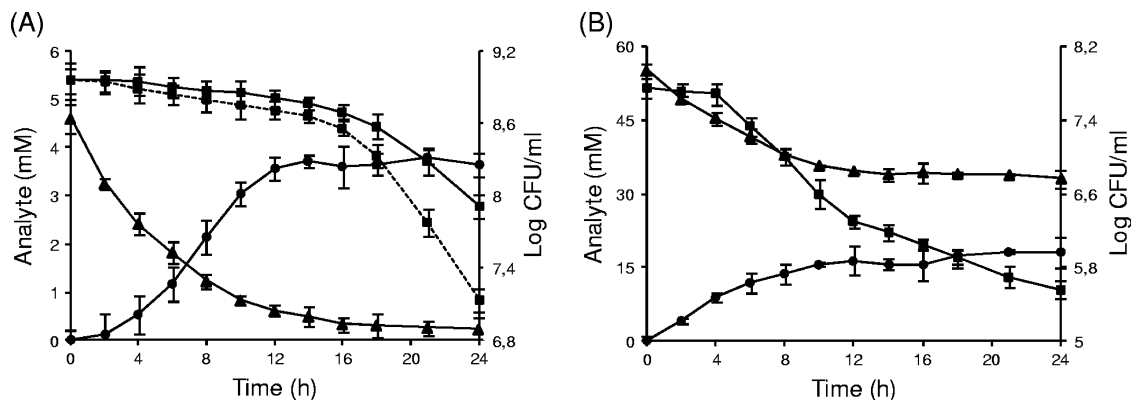 (A)
Analyte (mM)
6
5
4
3
2
1
0
9,2
8,6
8
7,4
6,8
Log CFU/ml
0 4 8 12 16 20 24
Time (h)
(B)
Analyte (mM)
60
45
30
15
0
8,2
7,4
6,6
5,8
5
Log CFU/ml
0 4 8 12 16 20 24
Time (h)